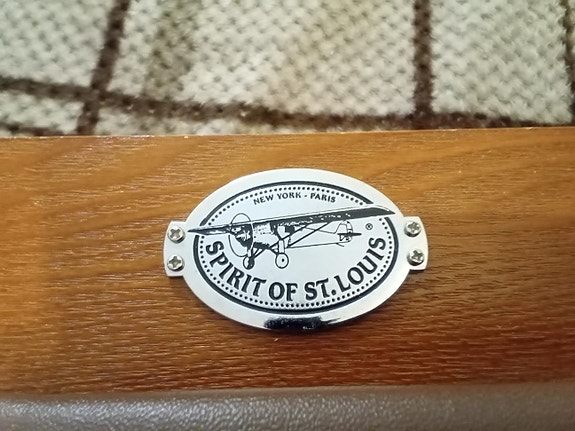 NEW YORK - PARIS
®
SPIRIT OF ST. LOUIS